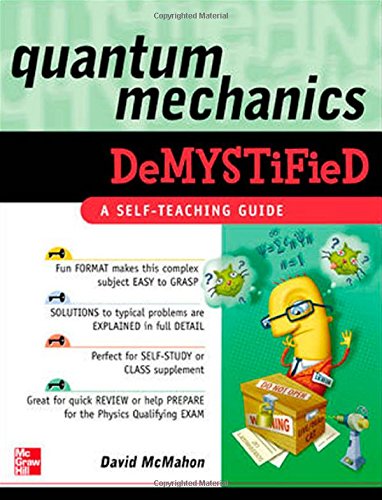 quantum
mechanics
DeMYSTiFieD
A SELF-TEACHING GUIDE
Fun FORMAT makes this complex
subject EASY to GRASP
SOLUTIONS to typical problems are
EXPLAINED in full DETAIL
Perfect for SELF-STUDY or
CLASS supplement
Great for quick REVIEW or help PREPARE
for the Physics Qualifying EXAM
DO NOT OPEN
Mc
Graw
Hill
David McMahon
Copyrighted Material
Copyrighted Material